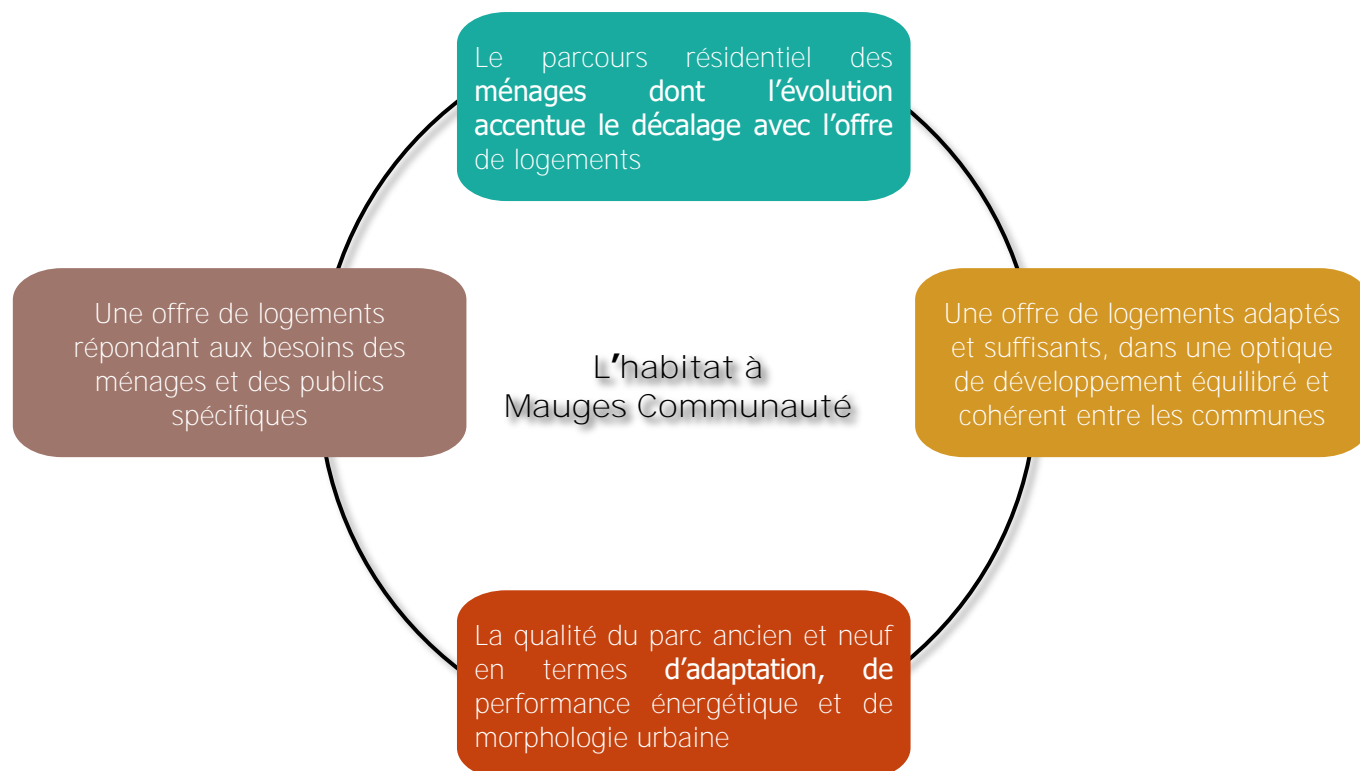 Le parcours résidentiel des
ménages dont l’évolution
accentue le décalage avec l’offre
de logements
Une offre de logements
répondant aux besoins des
ménages et des publics
spécifiques
L’habitat à
Mauges Communauté
Une offre de logements adaptés
et suffisants, dans une optique
de développement équilibré et
cohérent entre les communes
La qualité du parc ancien et neuf
en termes d’adaptation, de
performance énergétique et de
morphologie urbaine